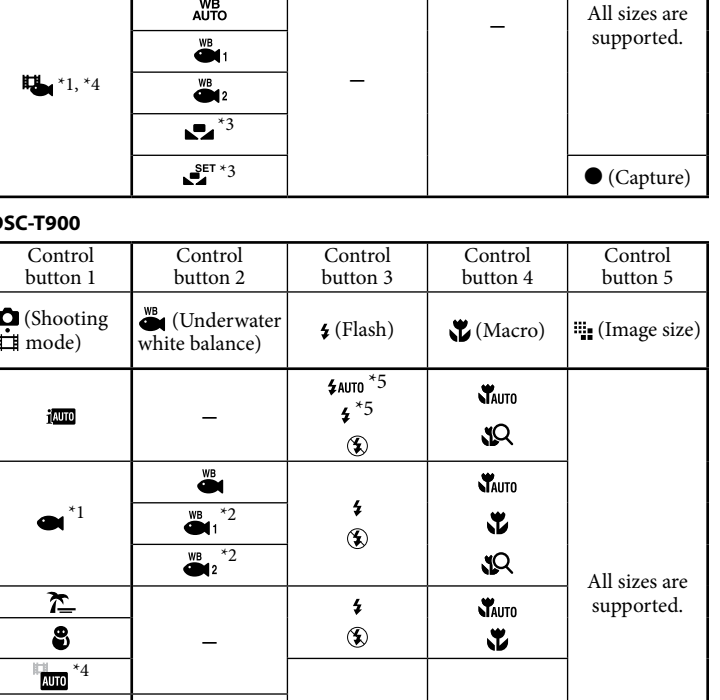 WB
AUTO
All sizes are
supported.
–
WB
1
*1, *4
–
WB
2
*3
SET *3
(Capture)
DSC-T900
Control
button 1
Control
button 2
Control
button 3
Control
button 4
Control
button 5
(Shooting
mode)
WB
(Underwater
white balance)
(Flash)
(Macro)
(Image size)
iAUTO
–
AUTO *5
*5
AUTO
*1
WB
WB
1 *2
WB
2 *2
AUTO
All sizes are
supported.
–
AUTO
AUTO *4